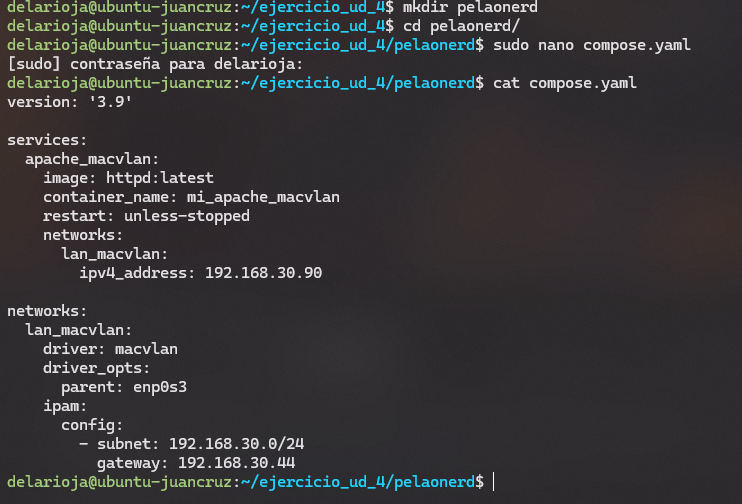 delarioja@ubuntu-juancruz:~/ejercicio_ud_4$ mkdir pelaonerd
delarioja@ubuntu-juancruz:~/ejercicio_ud_4$ cd pelaonerd/
delarioja@ubuntu-juancruz:~/ejercicio_ud_4/pelaonerd$ sudo nano compose.yaml
[sudo] contraseña para delarioja:
delarioja@ubuntu-juancruz:~/ejercicio_ud_4/pelaonerd$ cat compose.yaml
version: '3.9'

services:
  apache_macvlan:
    image: httpd:latest
    container_name: mi_apache_macvlan
    restart: unless-stopped
    networks:
      lan_macvlan:
        ipv4_address: 192.168.30.90

networks:
  lan_macvlan:
    driver: macvlan
    driver_opts:
      parent: enp0s3
    ipam:
      config:
        - subnet: 192.168.30.0/24
          gateway: 192.168.30.44
delarioja@ubuntu-juancruz:~/ejercicio_ud_4/pelaonerd$